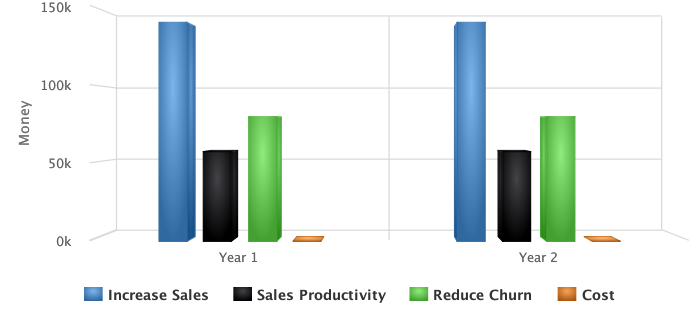 150k
100k
50k
0k
Money
Year 1
Year 2
Increase Sales
Sales Productivity
Reduce Churn
Cost